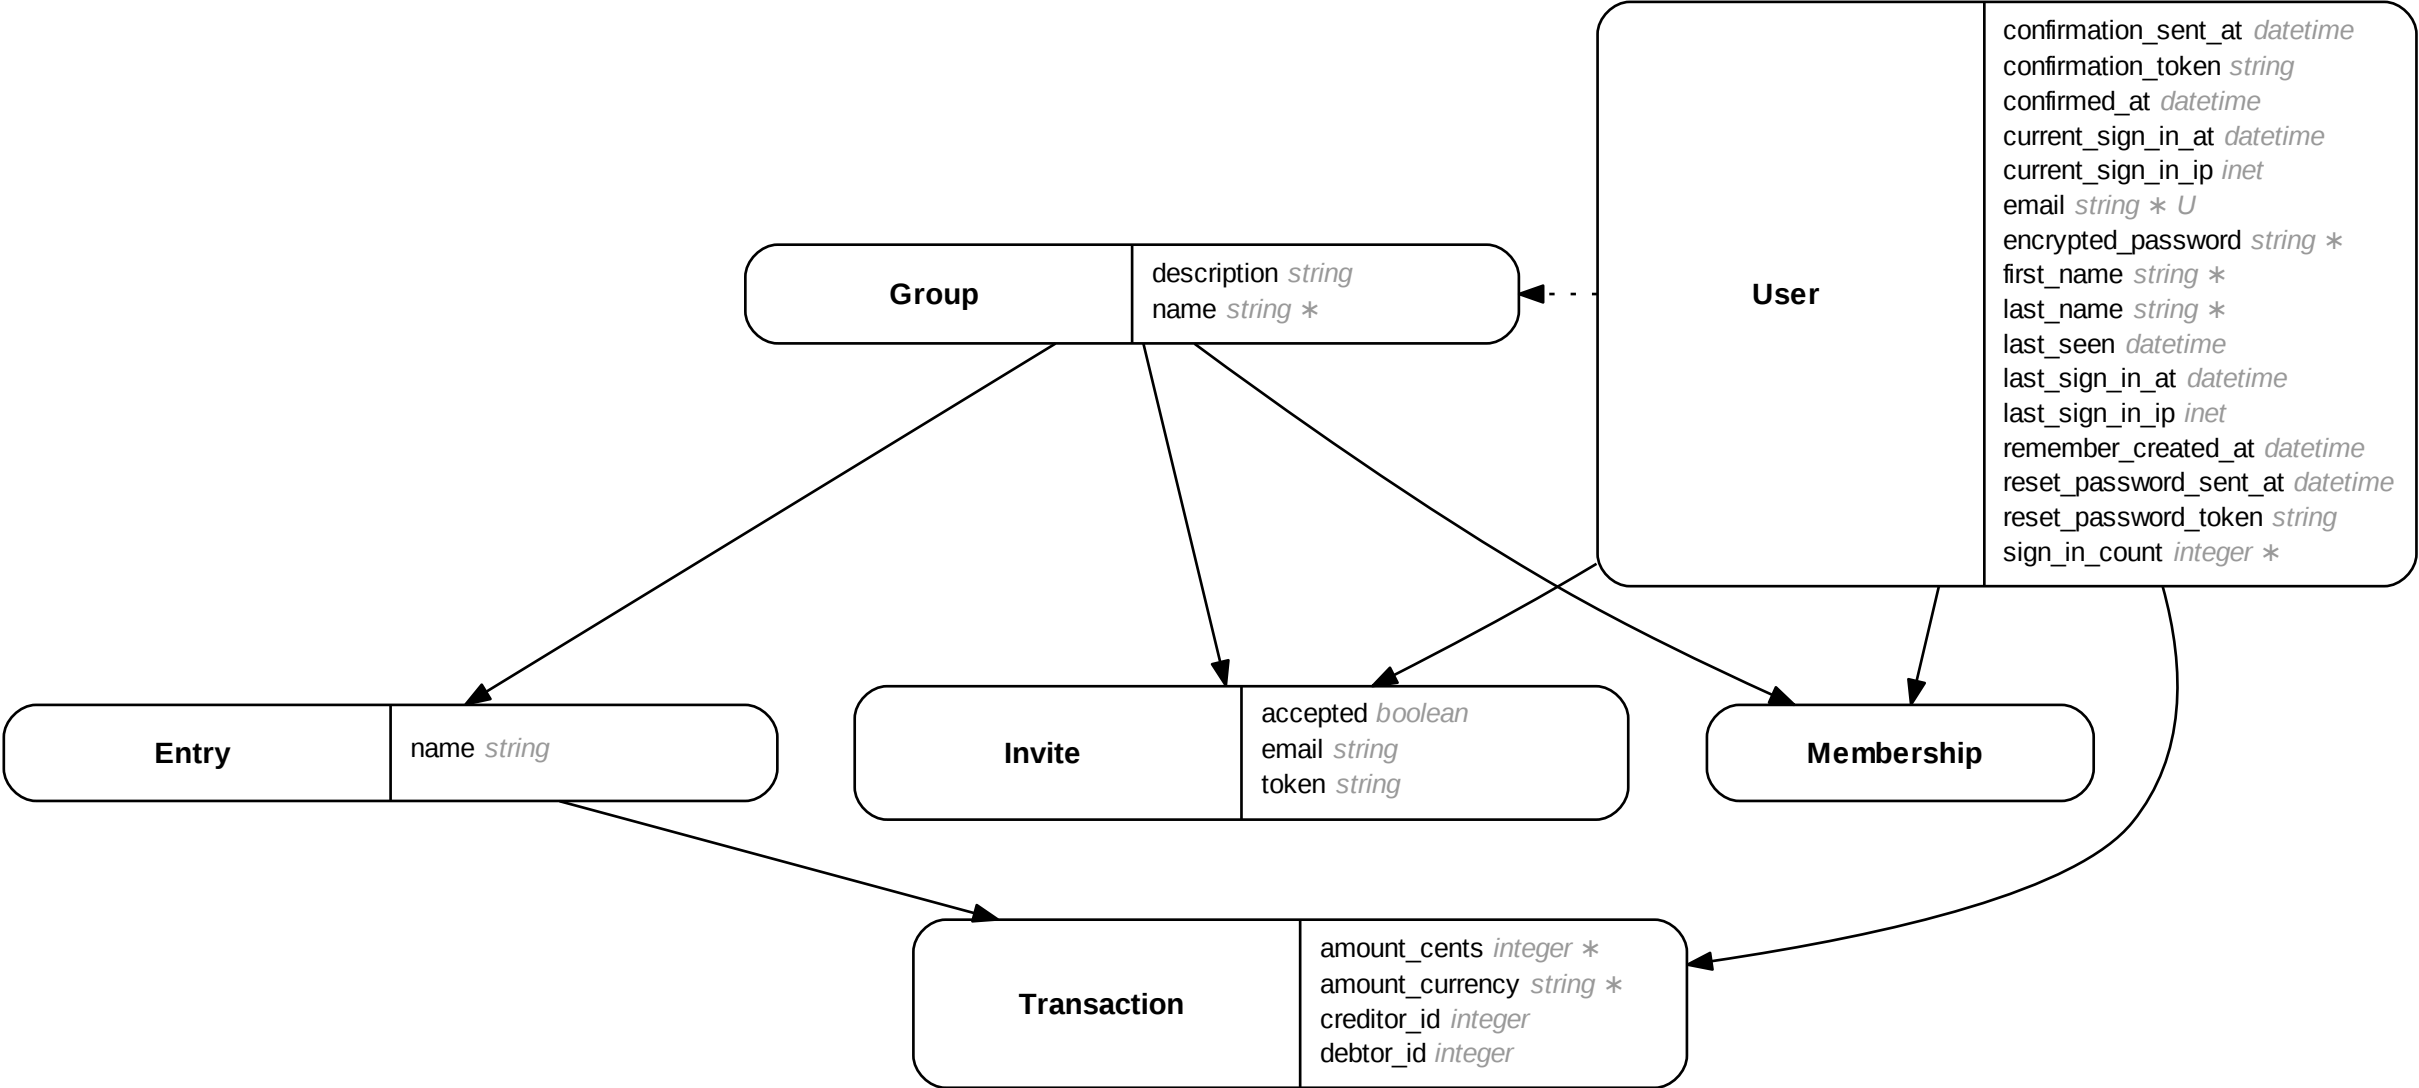 User
confirmation_sent_at datetime
confirmation_token string
confirmed_at datetime
current_sign_in_at datetime
current_sign_in_ip inet
email string ∗ U
encrypted_password string ∗
first_name string ∗
last_name string ∗
last_seen datetime
last_sign_in_at datetime
last_sign_in_ip inet
remember_created_at datetime
reset_password_sent_at datetime
reset_password_token string
sign_in_count integer ∗
Group
description string
name string ∗
Entry
name string
Invite
accepted boolean
email string
token string
Membership
Transaction
amount_cents integer ∗
amount_currency string ∗
creditor_id integer
debtor_id integer